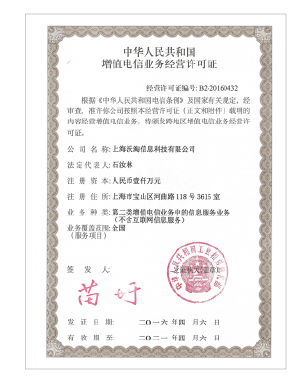 中华人民共和国
增值电信业务经营许可证
经营许可证编号: B2-20160432
根据《中华人民共和国电信条例》及国家有关规定, 经
审查, 准许你公司按照本经营许可证 (正文和附件) 载明的
内容经营增值电信业务。特颁发跨地区增值电信业务经营许
可证。
公 司 名 称: 上海沃淘信息科技有限公司
法定代表人: 石汝林
注 册 资 本: 人民币壹仟万元
注 册 住 所: 上海市宝山区河曲路 118 号 3615 室
业 务 种 类: 第二类增值电信业务中的信息服务业务
(不含互联网信息服务)
业务覆盖范围: 全国
(服务项目)
签 发 人:
苗圩
发 证 日 期: 二〇一六 年 四 月 六 日
有 效 期 至: 二〇二一 年 四 月 六 日